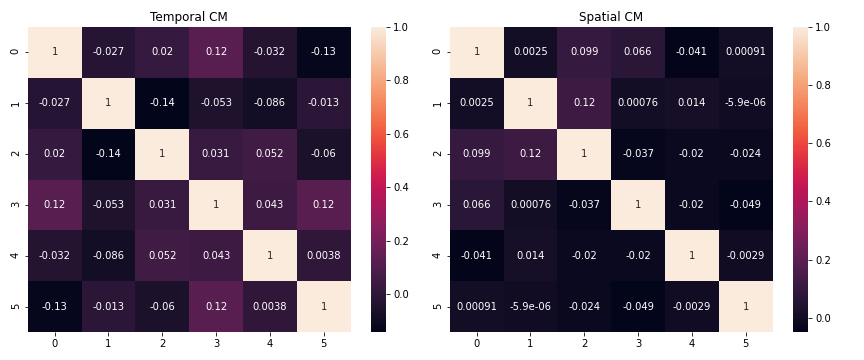 Temporal CM
0 1 -0.027 0.02 0.12 -0.032 -0.13
1 -0.027 1 -0.14 -0.053 -0.086 -0.013
2 0.02 -0.14 1 0.031 0.052 -0.06
3 0.12 -0.053 0.031 1 0.043 0.12
4 -0.032 -0.086 0.052 0.043 1 0.0038
5 -0.13 -0.013 -0.06 0.12 0.0038 1
0 1 2 3 4 5
1.0
0.8
0.6
0.4
0.2
0.0
Spatial CM
0 1 0.0025 0.099 0.066 -0.041 0.00091
1 0.0025 1 0.12 0.00076 0.014 -5.9e-06
2 0.099 0.12 1 -0.037 -0.02 -0.024
3 0.066 0.00076 -0.037 1 -0.02 -0.049
4 -0.041 0.014 -0.02 -0.02 1 -0.0029
5 0.00091 -5.9e-06 -0.024 -0.049 -0.0029 1
0 1 2 3 4 5
1.0
0.8
0.6
0.4
0.2
0.0